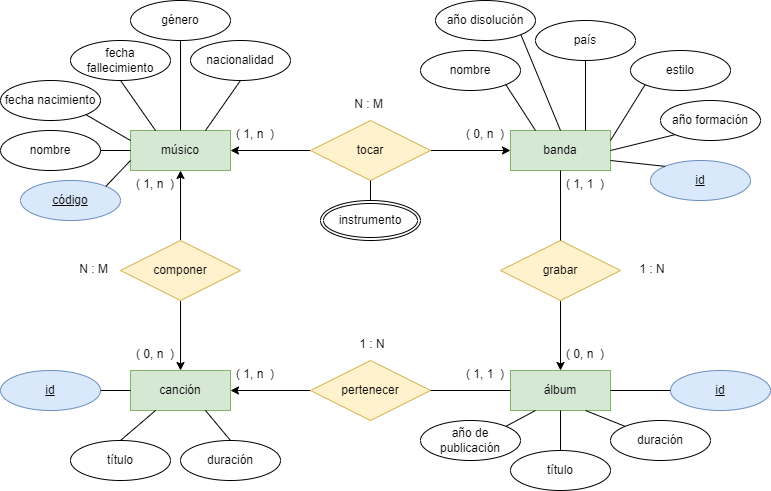 género
año disolución
fecha
fallecimiento
nacionalidad
país
nombre
estilo
fecha nacimiento
N : M
año formación
( 1, n )
( 0, n )
nombre
músico
tocar
banda
( 1, n )
( 1, 1 )
id
código
instrumento
N : M
componer
grabar
1 : N
1 : N
( 0, n )
( 0, n )
( 1, n )
( 1, 1 )
id
canción
pertenecer
álbum
id
año de
publicación
duración
título
duración
título